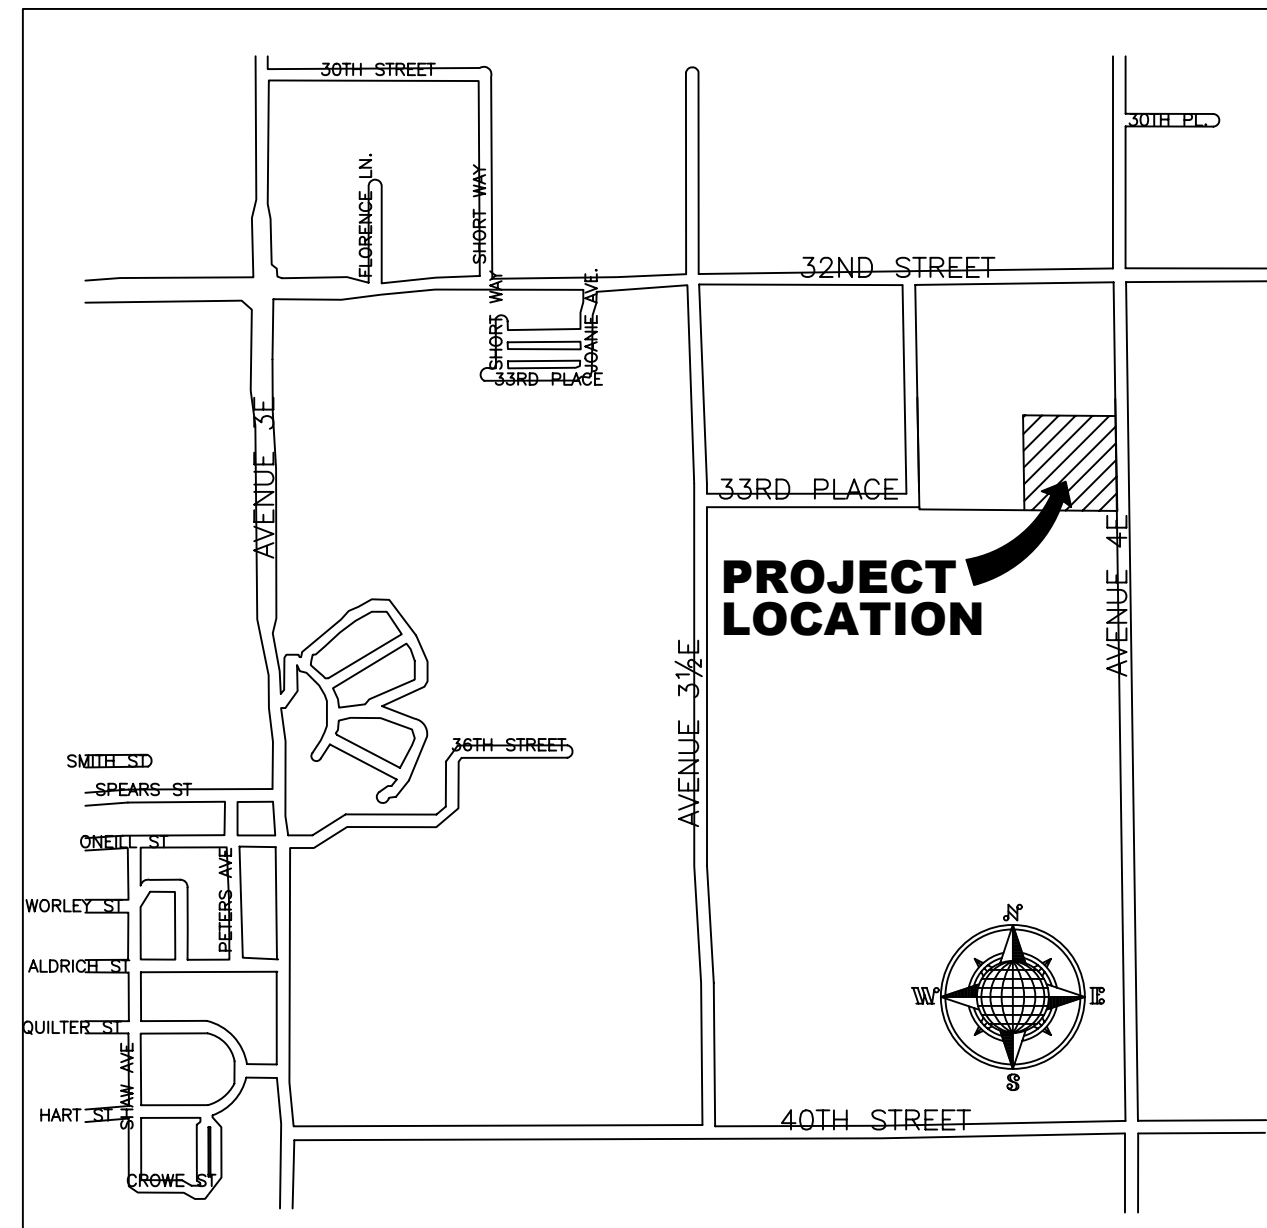 30TH STREET
30TH PL.
FLORENCE LN.
SHORT WAY
32ND STREET
SHORT WAY
JOANIE AVE.
33RD PLACE
AVENUE 3E
33RD PLACE
PROJECT
LOCATION
AVENUE 4E
AVENUE 3½E
36TH STREET
SMITH ST
SPEARS ST
ONEILL ST
PETERS AVE
WORLEY ST
ALDRICH ST
QUILTER ST
SHAW AVE
HART ST
CROWE ST
40TH STREET
N
W
E
S